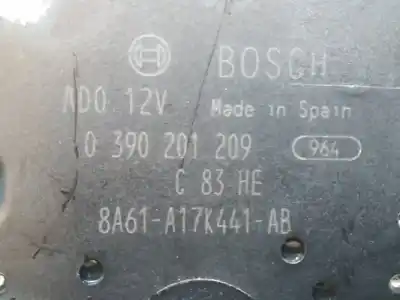 BOSCH
ADO 12V Made in Spain
0 390 201 209 964
C 83 HE
8A61-A17K441-AB